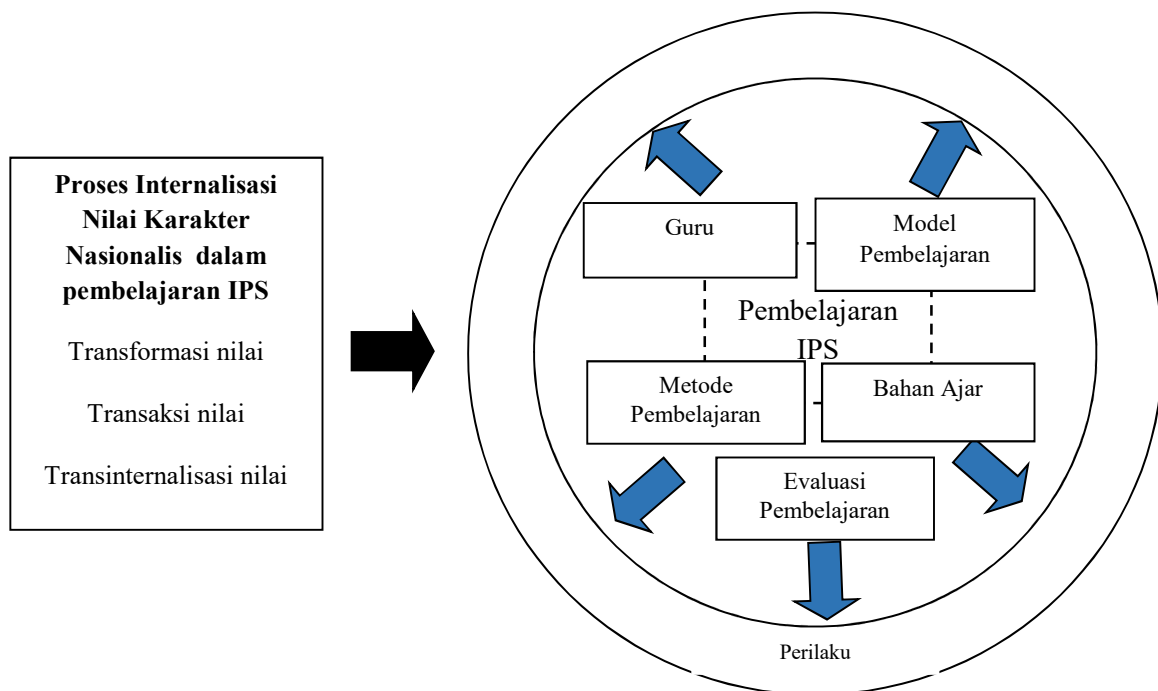 Proses Internalisasi
Nilai Karakter
Nasionalis dalam
pembelajaran IPS
Transformasi nilai
Transaksi nilai
Transinternalisasi nilai
Guru
Model
Pembelajaran
Pembelajaran
IPS
Metode
Pembelajaran
Bahan Ajar
Evaluasi
Pembelajaran
Perilaku